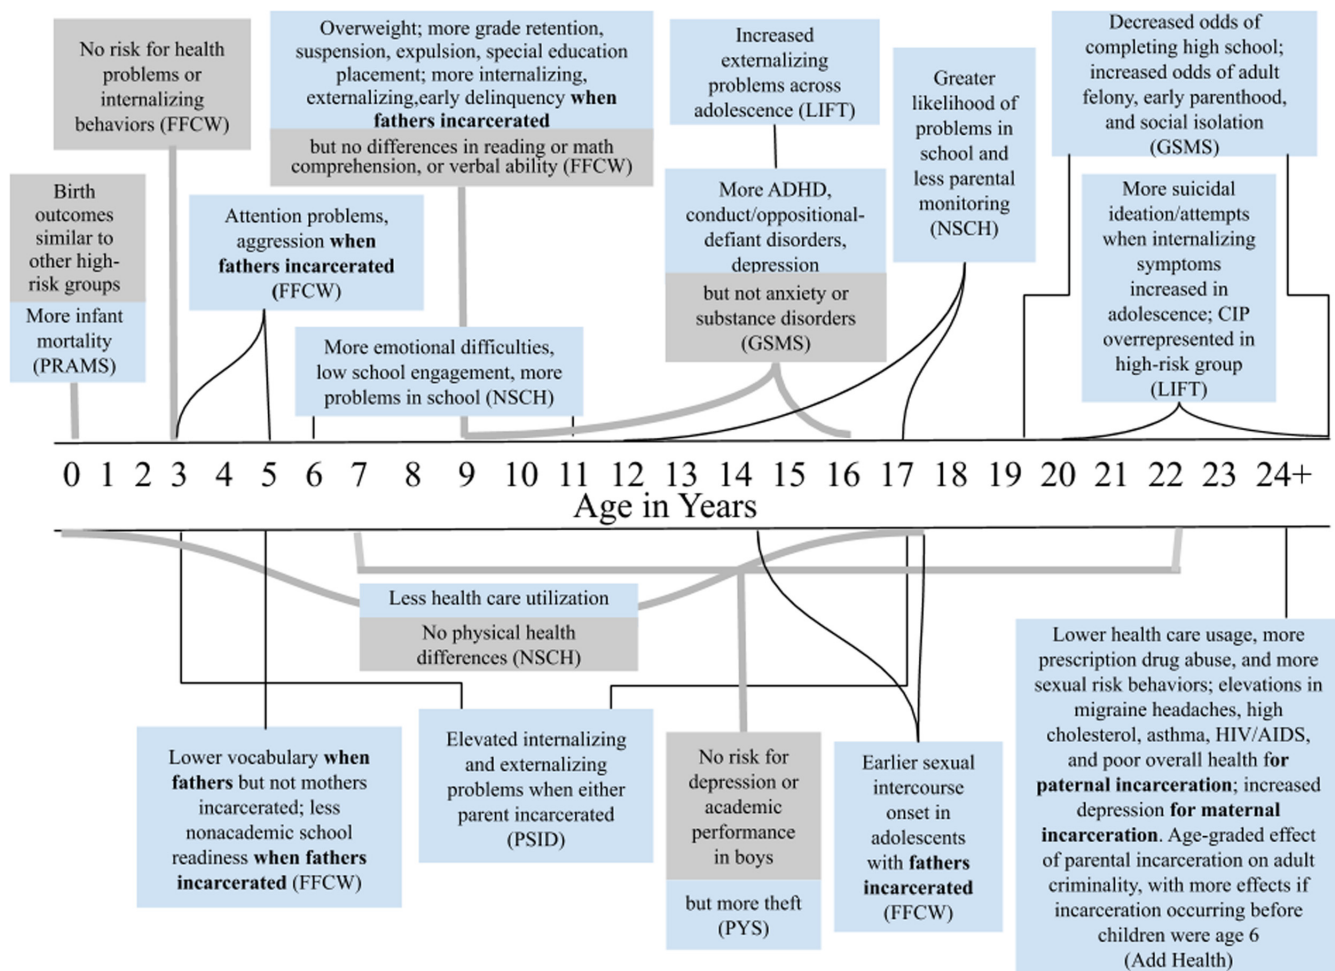 No risk for health
problems or
internalizing
behaviors (FFCW)
Overweight; more grade retention,
suspension, expulsion, special education
placement; more internalizing,
externalizing,early delinquency when
fathers incarcerated
but no differences in reading or math
comprehension, or verbal ability (FFCW)
Increased
externalizing
problems across
adolescence (LIFT)
Greater
likelihood of
problems in
school and
less parental
monitoring
(NSCH)
Decreased odds of
completing high school;
increased odds of adult
felony, early parenthood,
and social isolation
(GSMS)
Birth
outcomes
similar to
other high-
risk groups
More infant
mortality
(PRAMS)
Attention problems,
aggression when
fathers incarcerated
(FFCW)
More emotional difficulties,
low school engagement, more
problems in school (NSCH)
More ADHD,
conduct/oppositional-
defiant disorders,
depression
but not anxiety or
substance disorders
(GSMS)
More suicidal
ideation/attempts
when internalizing
symptoms
increased in
adolescence; CIP
overrepresented in
high-risk group
(LIFT)
0 1 2 3 4 5 6 7 8 9 10 11 12 13 14 15 16 17 18 19 20 21 22 23 24+
Age in Years
Less health care utilization
No physical health
differences (NSCH)
Lower vocabulary when
fathers but not mothers
incarcerated; less
nonacademic school
readiness when fathers
incarcerated (FFCW)
Elevated internalizing
and externalizing
problems when either
parent incarcerated
(PSID)
No risk for
depression or
academic
performance
in boys
but more theft
(PYS)
Earlier sexual
intercourse
onset in
adolescents
with fathers
incarcerated
(FFCW)
Lower health care usage, more
prescription drug abuse, and more
sexual risk behaviors; elevations in
migraine headaches, high
cholesterol, asthma, HIV/AIDS,
and poor overall health for
paternal incarceration; increased
depression for maternal
incarceration. Age-graded effect
of parental incarceration on adult
criminality, with more effects if
incarceration occurring before
children were age 6
(Add Health)